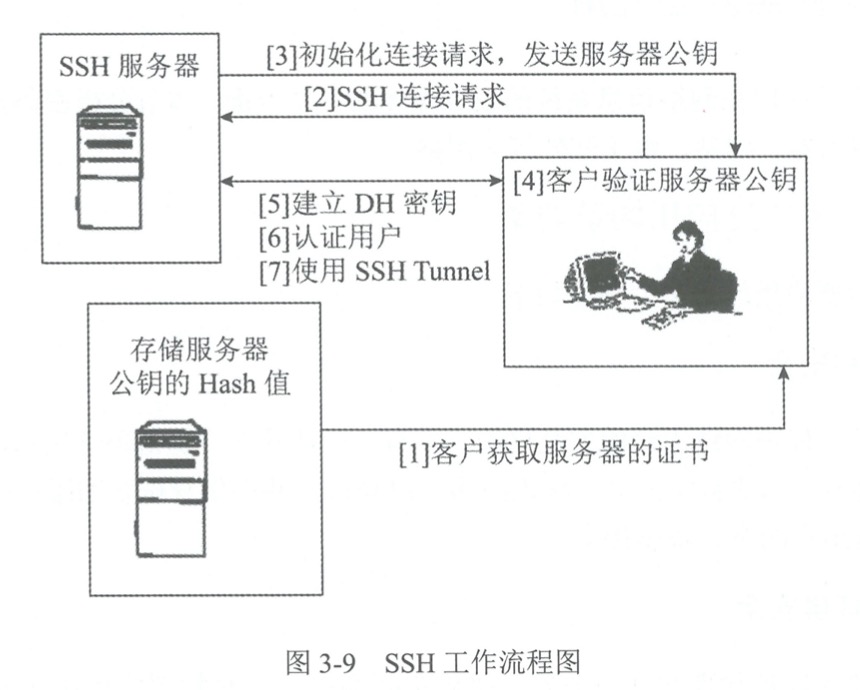 [3]初始化连接请求，发送服务器公钥
SSH 服务器
[2]SSH 连接请求
[4]客户验证服务器公钥
[5]建立 DH 密钥
[6]认证用户
[7]使用 SSH Tunnel
存储服务器
公钥的 Hash 值
[1]客户获取服务器的证书
图 3-9 SSH 工作流程图